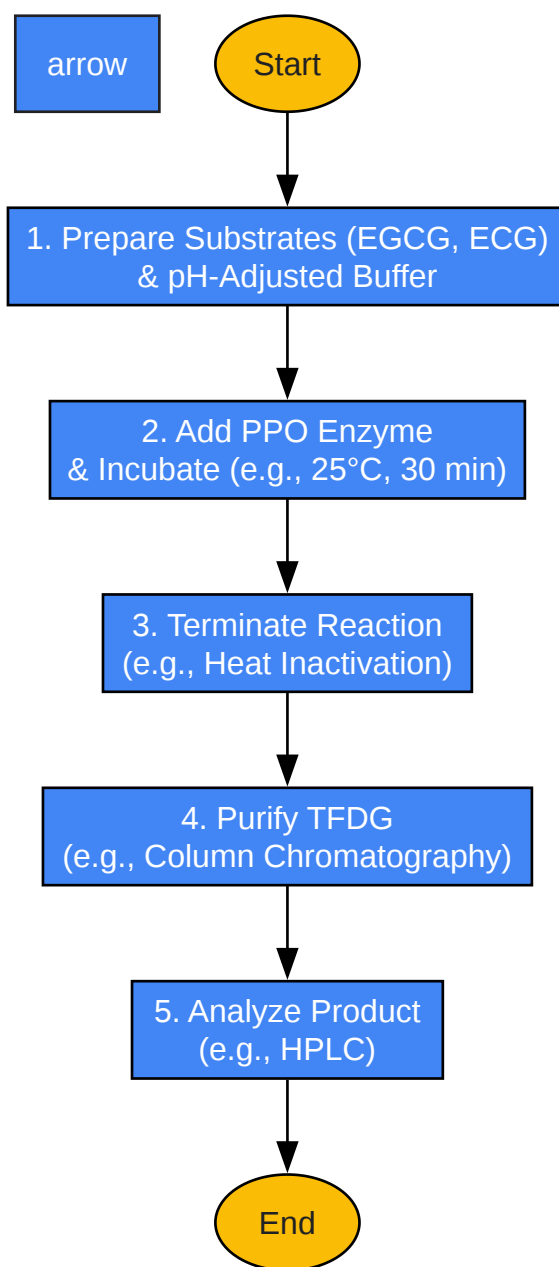 arrow
Start
1. Prepare Substrates (EGCG, ECG)
& pH-Adjusted Buffer
2. Add PPO Enzyme
& Incubate (e.g., 25°C, 30 min)
3. Terminate Reaction
(e.g., Heat Inactivation)
4. Purify TFDG
(e.g., Column Chromatography)
5. Analyze Product
(e.g., HPLC)
End